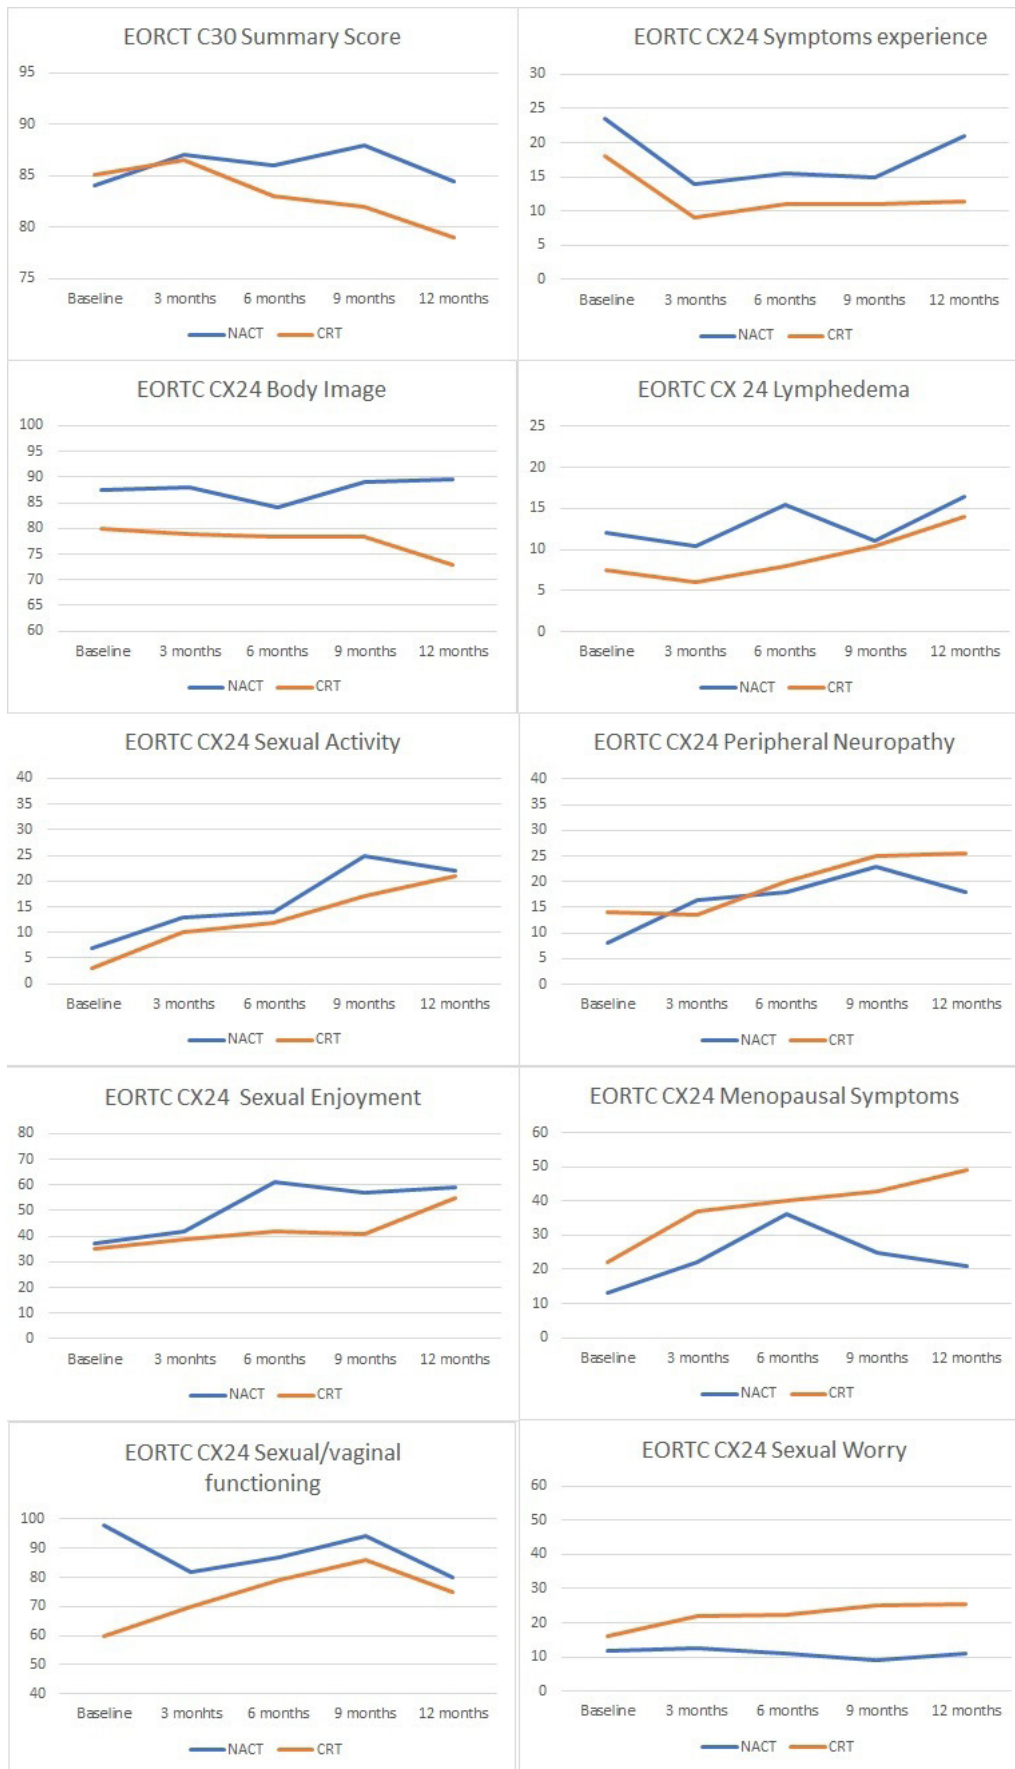 EORCT C30 Summary Score
95
90
85
80
75
Baseline 3 months 6 months 9 months 12 months
NACT CRT
EORTC CX24 Symptoms experience
30
25
20
15
10
5
0
Baseline 3 months 6 months 9 months 12 months
NACT CRT
EORTC CX24 Body Image
100
95
90
85
80
75
70
65
60
Baseline 3 months 6 months 9 months 12 months
NACT CRT
EORTC CX 24 Lymphedema
25
20
15
10
5
0
Baseline 3 months 6 months 9 months 12 months
NACT CRT
EORTC CX24 Sexual Activity
40
35
30
25
20
15
10
5
0
Baseline 3 months 6 months 9 months 12 months
NACT CRT
EORTC CX24 Peripheral Neuropathy
40
35
30
25
20
15
10
5
0
Baseline 3 months 6 months 9 months 12 months
NACT CRT
EORTC CX24 Sexual Enjoyment
80
70
60
50
40
30
20
10
0
Baseline 3 monhts 6 months 9 months 12 months
NACT CRT
EORTC CX24 Menopausal Symptoms
60
50
40
30
20
10
0
Baseline 3 months 6 months 9 months 12 months
NACT CRT
EORTC CX24 Sexual/vaginal
functioning
100
90
80
70
60
50
40
Baseline 3 monhts 6 months 9 months 12 months
NACT CRT
EORTC CX24 Sexual Worry
60
50
40
30
20
10
0
Baseline 3 months 6 months 9 months 12 months
NACT CRT